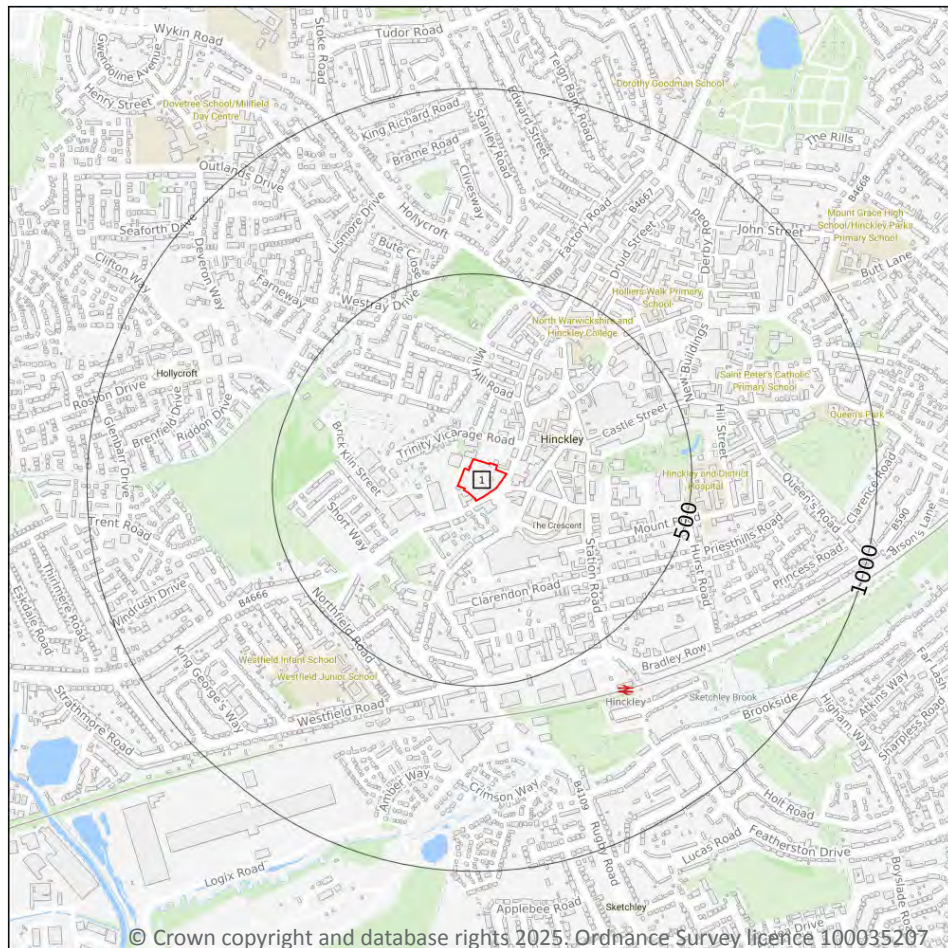 Wykin Road
Stoke Road
Tudor Road
Gwendoline Avenue
Henry Street
Dovetree School/Millfield
Day Centre
Outlands Drive
King Richard Road
Brame Road
Stanley Road
Edward Street
Clivesway
Hollycroft
Dorothy Goodman School
The Rills
B4668
B4667
Factory Road
Druid Street
Derby Road
John Street
Mount Grace High
School/Hinckley Parks
Primary School
Butt Lane
Seaforth Drive
Deveron Way
Lismore Drive
Bute Close
Clifton Way
Tarneway
Westray Drive
Holliers Walk Primary
School
North Warwickshire and
Hinckley College
New Buildings
Mill Hill Road
Hollycroft
Roston Drive
Glenbarr Drive
Brenfield Drive
Riddon Drive
Saint Peter's Catholic
Primary School
Castle Street
Hill Street
Queen's Park
Brick Kiln Street
Trinity Vicarage Road
Hinckley
1
Hinckley and District
Hospital
Queen's Road
Clarence Road
B590
Trent Road
Short Way
The Crescent
Mount Road
500
Priesthills Road
Princess Road
1000
Thirlmere Road
Eskdale Road
Windrush Drive
B4666
Northfield Road
Clarendon Road
Station Road
Hurst Road
Bradley Row
Westfield Infant School
Westfield Junior School
King George's Way
Westfield Road
Strathmore Road
Hinckley
Sketchley Brook
Brookside
Higham Way
Atkins Way
Sharpless Road
Amber Way
Crimson Way
B4109
Rugby Road
Holt Road
Lucas Road
Featherston Drive
Logix Road
Applebee Road
Sketchley
Boyslade Road
© Crown copyright and database rights 2025. Ordnance Survey licence 100035207